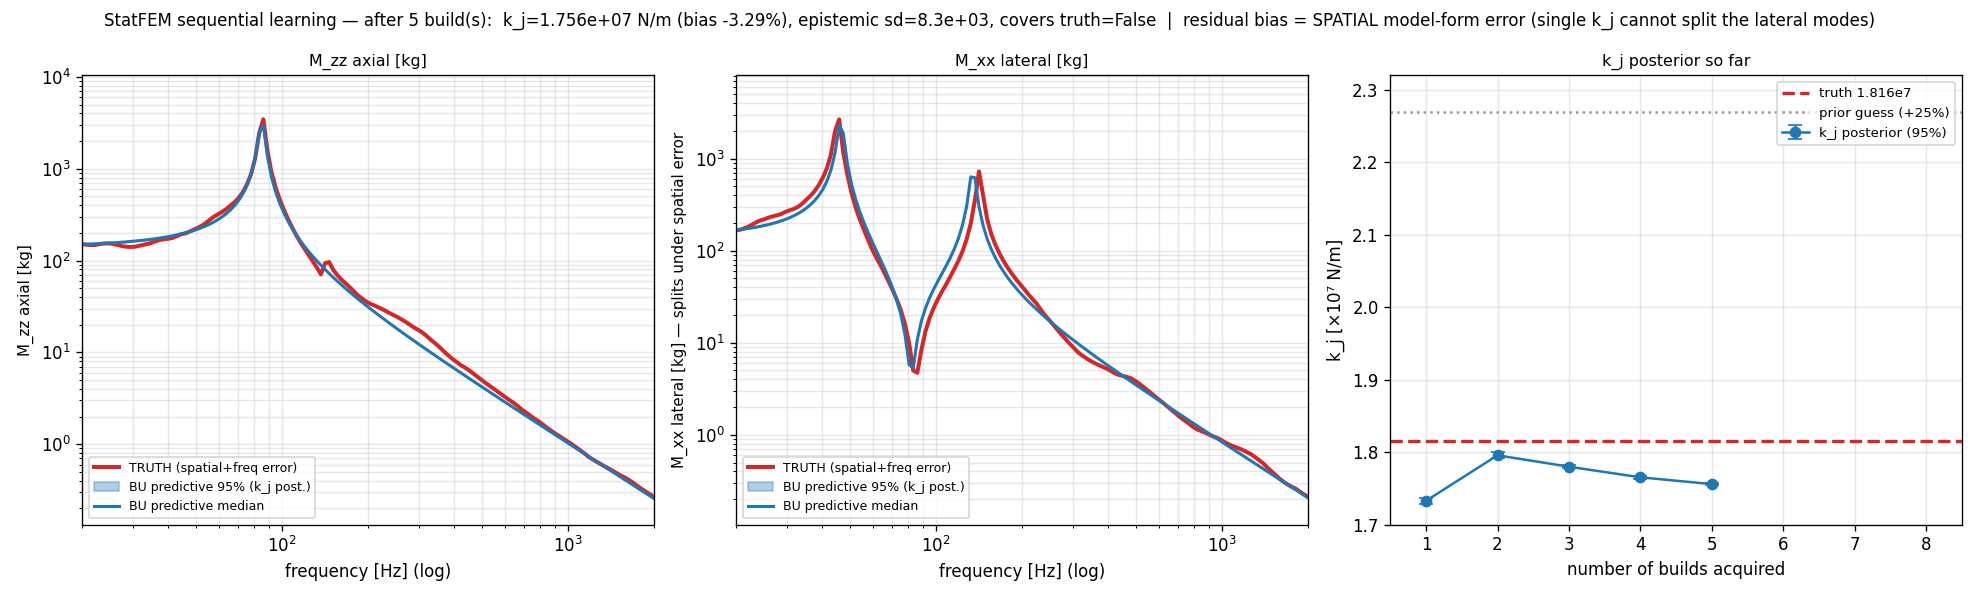 StatFEM sequential learning — after 5 build(s):  k_j=1.756e+07 N/m (bias -3.29%), epistemic sd=8.3e+03, covers truth=False  |  residual bias = SPATIAL model-form error (single k_j cannot split the lateral modes)
M_zz axial [kg]
M_zz axial [kg]
10⁴
10³
10²
10¹
10⁰
TRUTH (spatial+freq error)
BU predictive 95% (k_j post.)
BU predictive median
10²
10³
frequency [Hz] (log)
M_xx lateral [kg]
M_xx lateral [kg] — splits under spatial error
10³
10²
10¹
10⁰
TRUTH (spatial+freq error)
BU predictive 95% (k_j post.)
BU predictive median
10²
10³
frequency [Hz] (log)
k_j posterior so far
k_j [×10⁷ N/m]
2.3
2.2
2.1
2.0
1.9
1.8
1.7
truth 1.816e7
prior guess (+25%)
k_j posterior (95%)
1
2
3
4
5
6
7
8
number of builds acquired